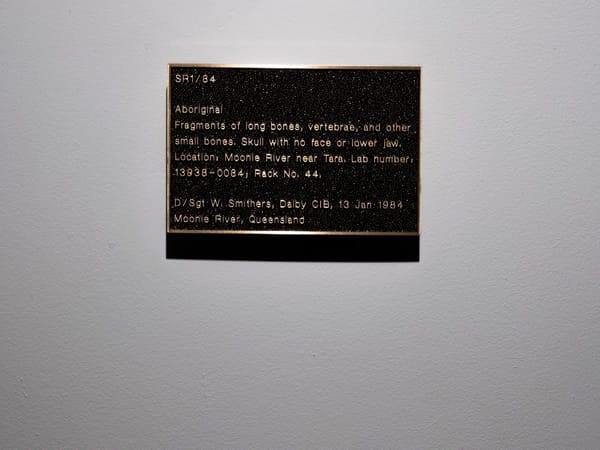 SR1/84
Aboriginal
Fragments of long bones, vertebrae, and other
small bones. Skull with no face or lower jaw.
Location: Moonie River near Tara. Lab number:
13938-0084; Rack No. 44.
D/Sgt W. Smithers, Dalby CIB, 13 Jan 1984
Moonie River, Queensland